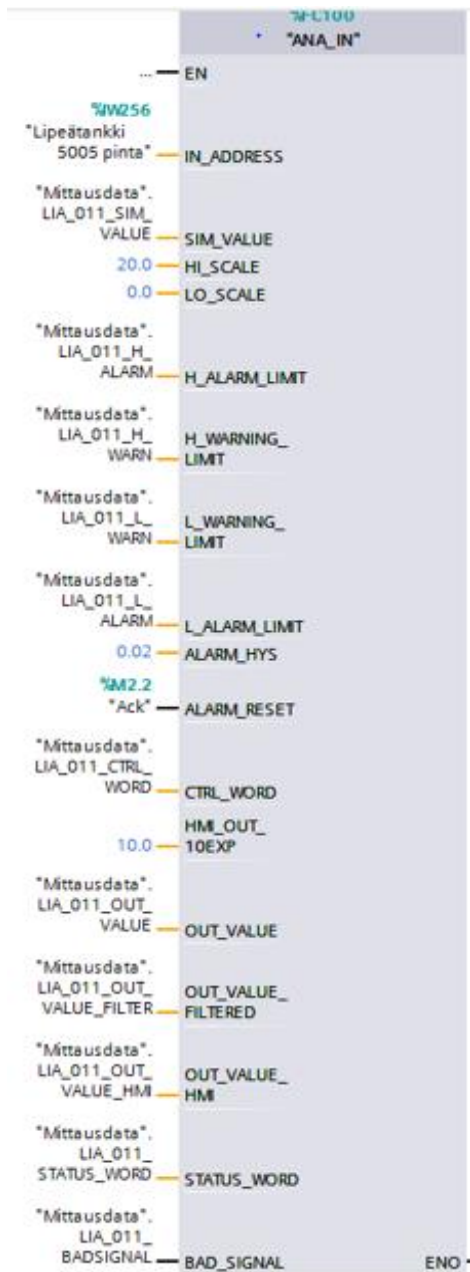 %FC100
"ANA_IN"
... EN
%IW256
"Lipeätankki
5005 pinta" IN_ADDRESS
"Mittausdata".
LIA_011_SIM_
VALUE SIM_VALUE
20.0 HI_SCALE
0.0 LO_SCALE
"Mittausdata".
LIA_011_H_
ALARM H_ALARM_LIMIT
"Mittausdata".
LIA_011_H_ H_WARNING_
WARN LIMIT
"Mittausdata".
LIA_011_L_ L_WARNING_
WARN LIMIT
"Mittausdata".
LIA_011_L_
ALARM L_ALARM_LIMIT
0.02 ALARM_HYS
%M2.2
"Ack" ALARM_RESET
"Mittausdata".
LIA_011_CTRL_
WORD CTRL_WORD
HMI_OUT_
10.0 10EXP
"Mittausdata".
LIA_011_OUT_
VALUE OUT_VALUE
"Mittausdata".
LIA_011_OUT_ OUT_VALUE_
VALUE_FILTER FILTERED
"Mittausdata".
LIA_011_OUT_ OUT_VALUE_
VALUE_HMI HMI
"Mittausdata".
LIA_011_
STATUS_WORD STATUS_WORD
"Mittausdata".
LIA_011_
BADSIGNAL BAD_SIGNAL ENO